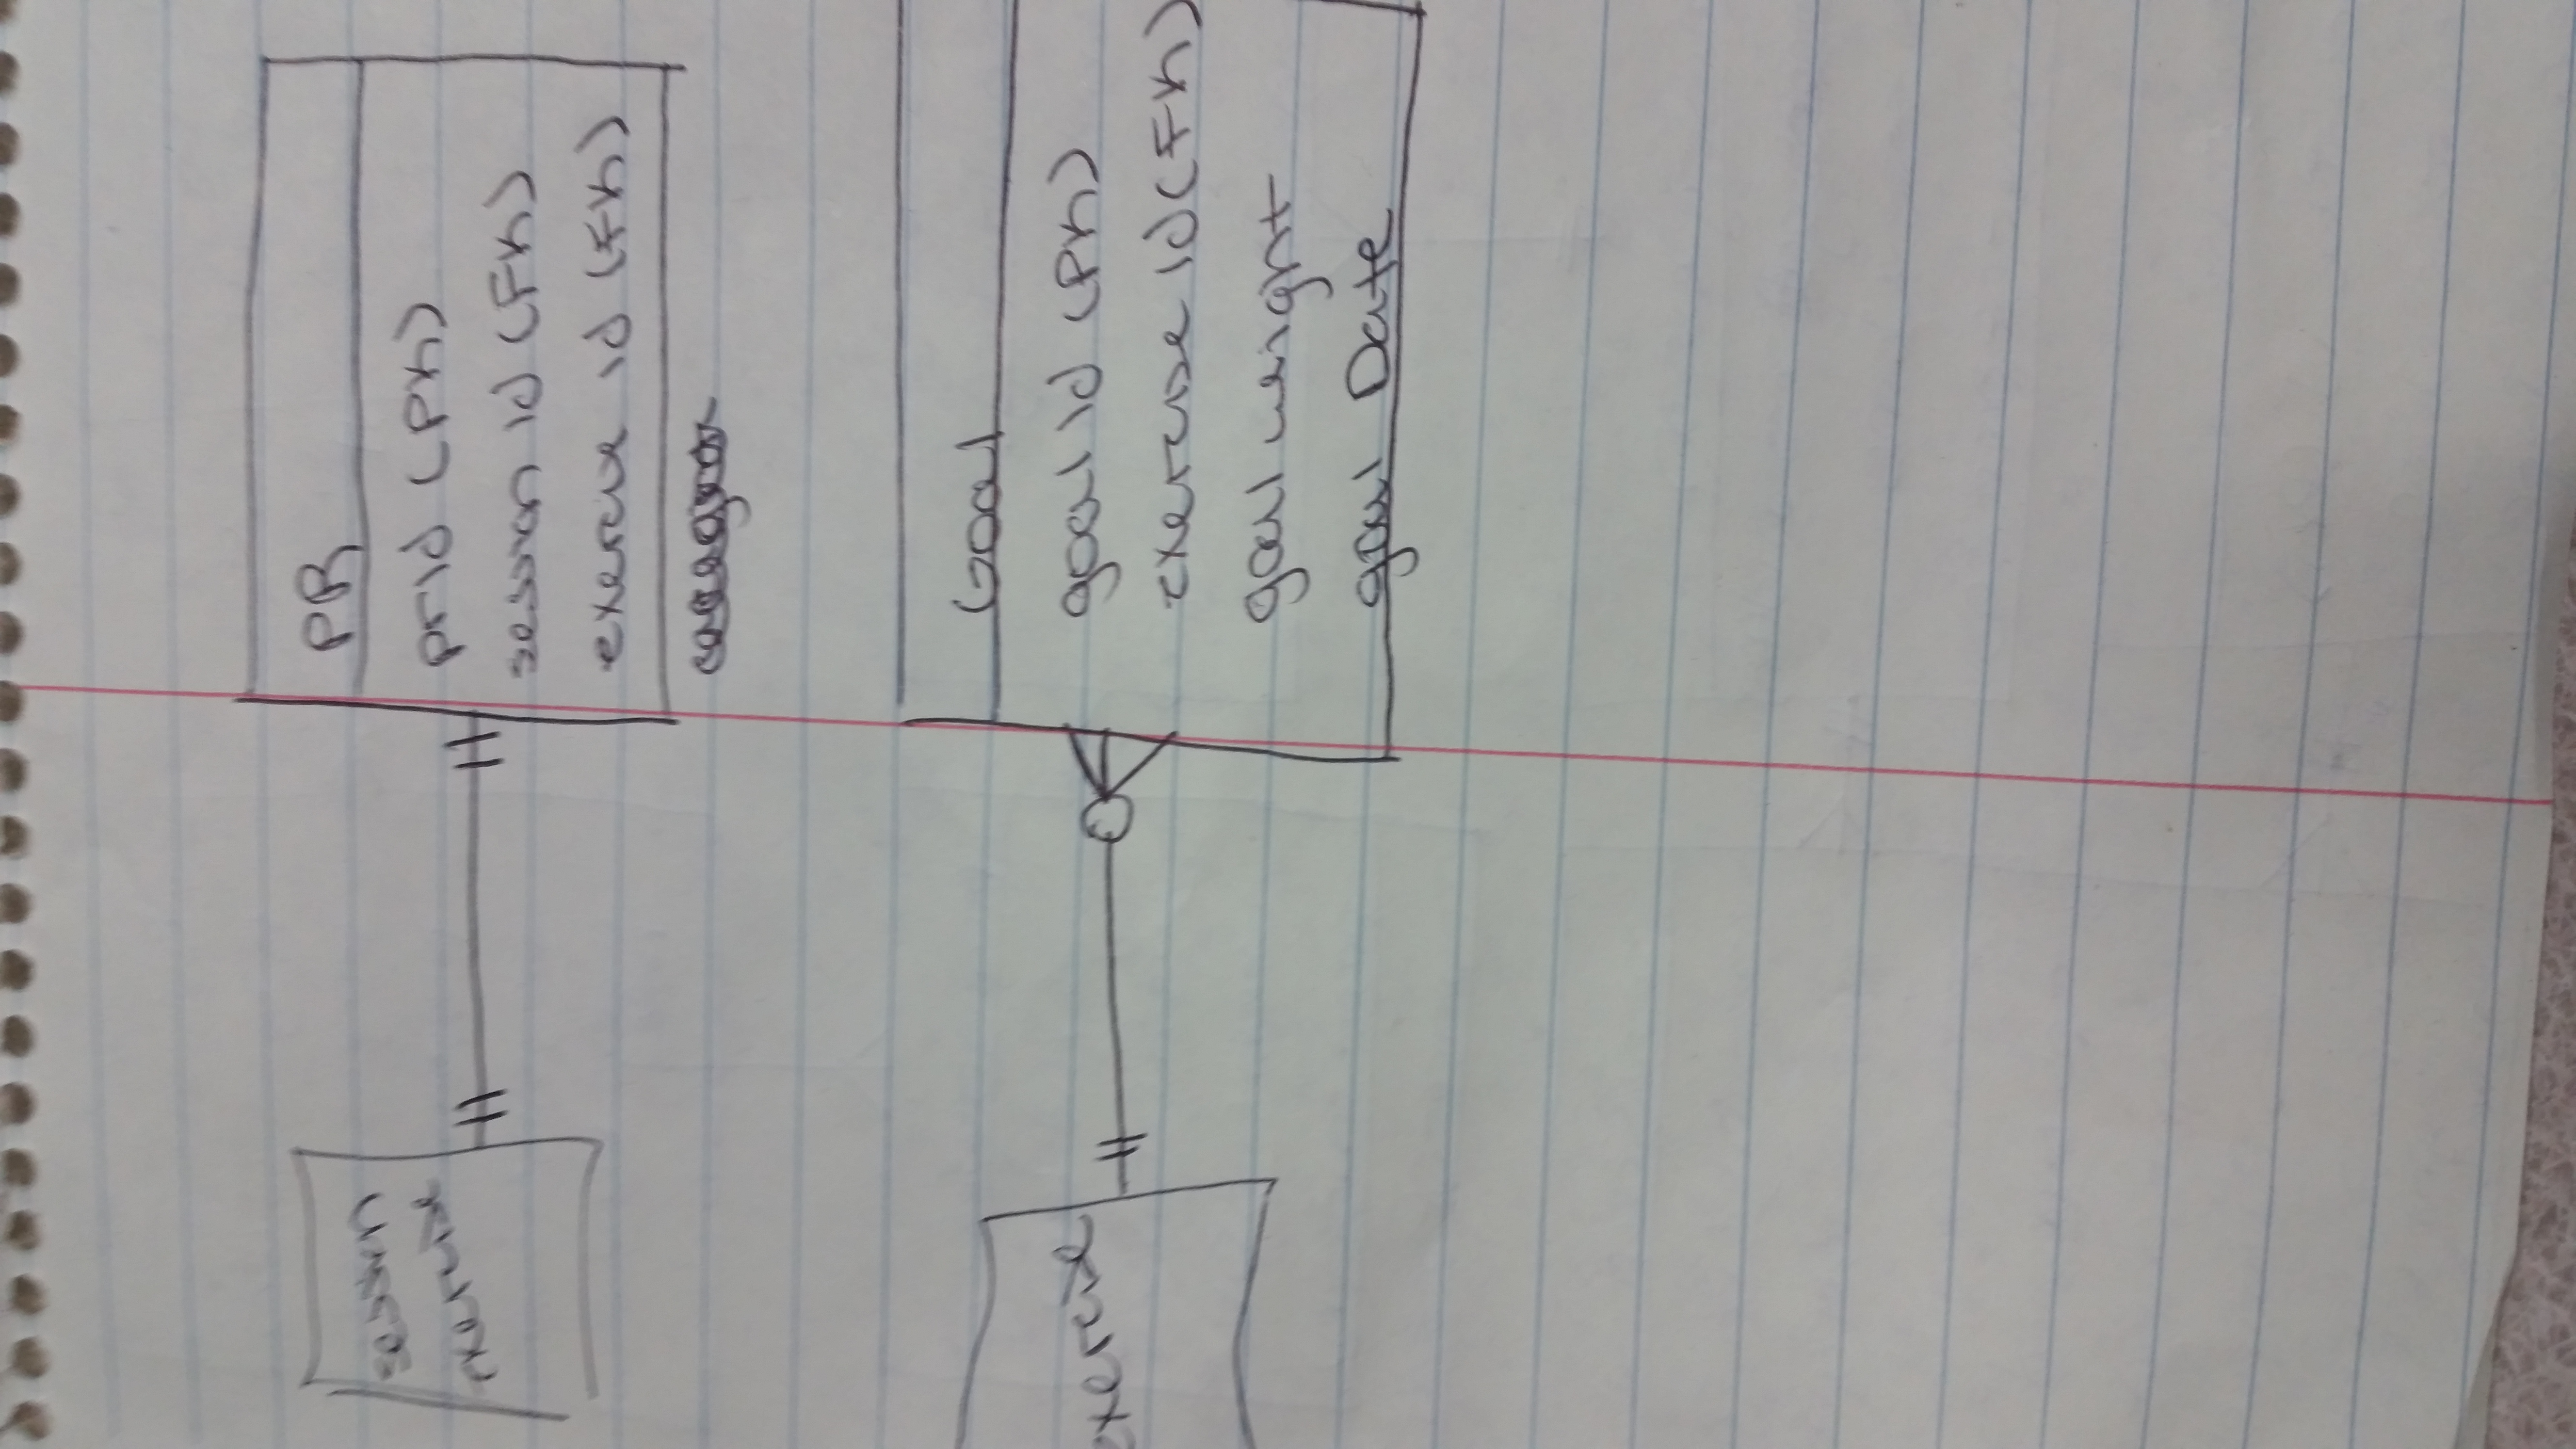 session
exercise
PR
prId (PK)
session Id (FK)
exercise Id (FK)
Goal
goal Id (PK)
exercise
exercise Id (FK)
goal weight
goal Date